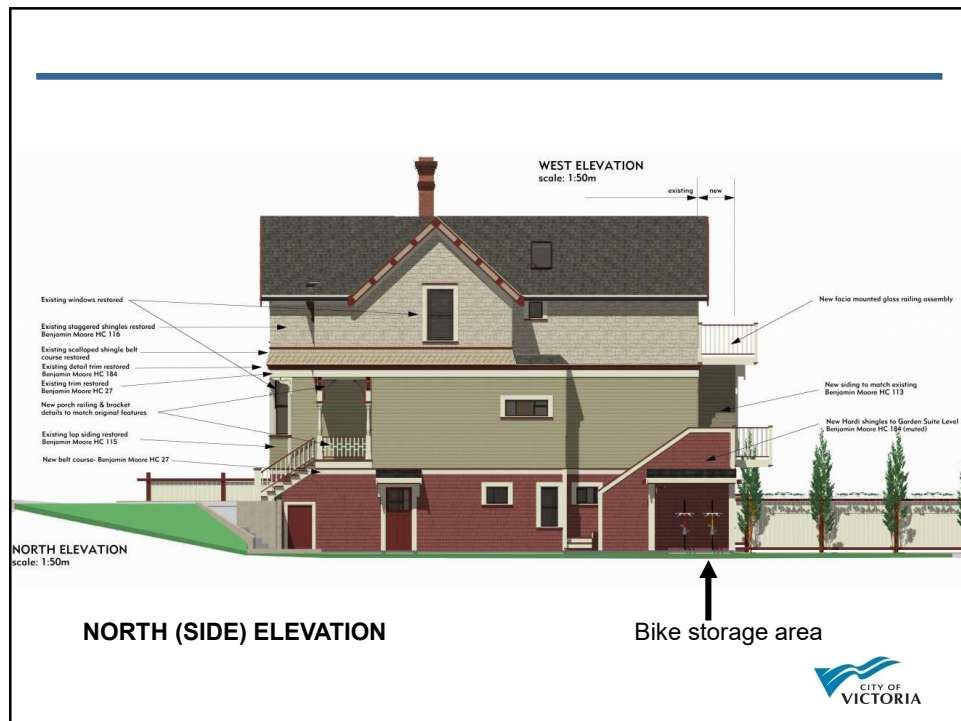 WEST ELEVATION
scale: 1:50m
existing
new
Existing windows restored
Existing staggered shingles restored
Benjamin Moore HC 116
Existing scalloped shingle belt
course restored
Existing detail trim restored
Benjamin Moore HC 184
Existing trim restored
Benjamin Moore HC 27
New porch railing & bracket
details to match original features
Existing lap siding restored
Benjamin Moore HC 115
New belt course- Benjamin Moore HC 27
New facia mounted glass railing assembly
New siding to match existing
Benjamin Moore HC 113
New Hardi shingles to Garden Suite Level
Benjamin Moore HC 184 (muted)
NORTH ELEVATION
scale: 1:50m
NORTH (SIDE) ELEVATION
Bike storage area
CITY OF
VICTORIA